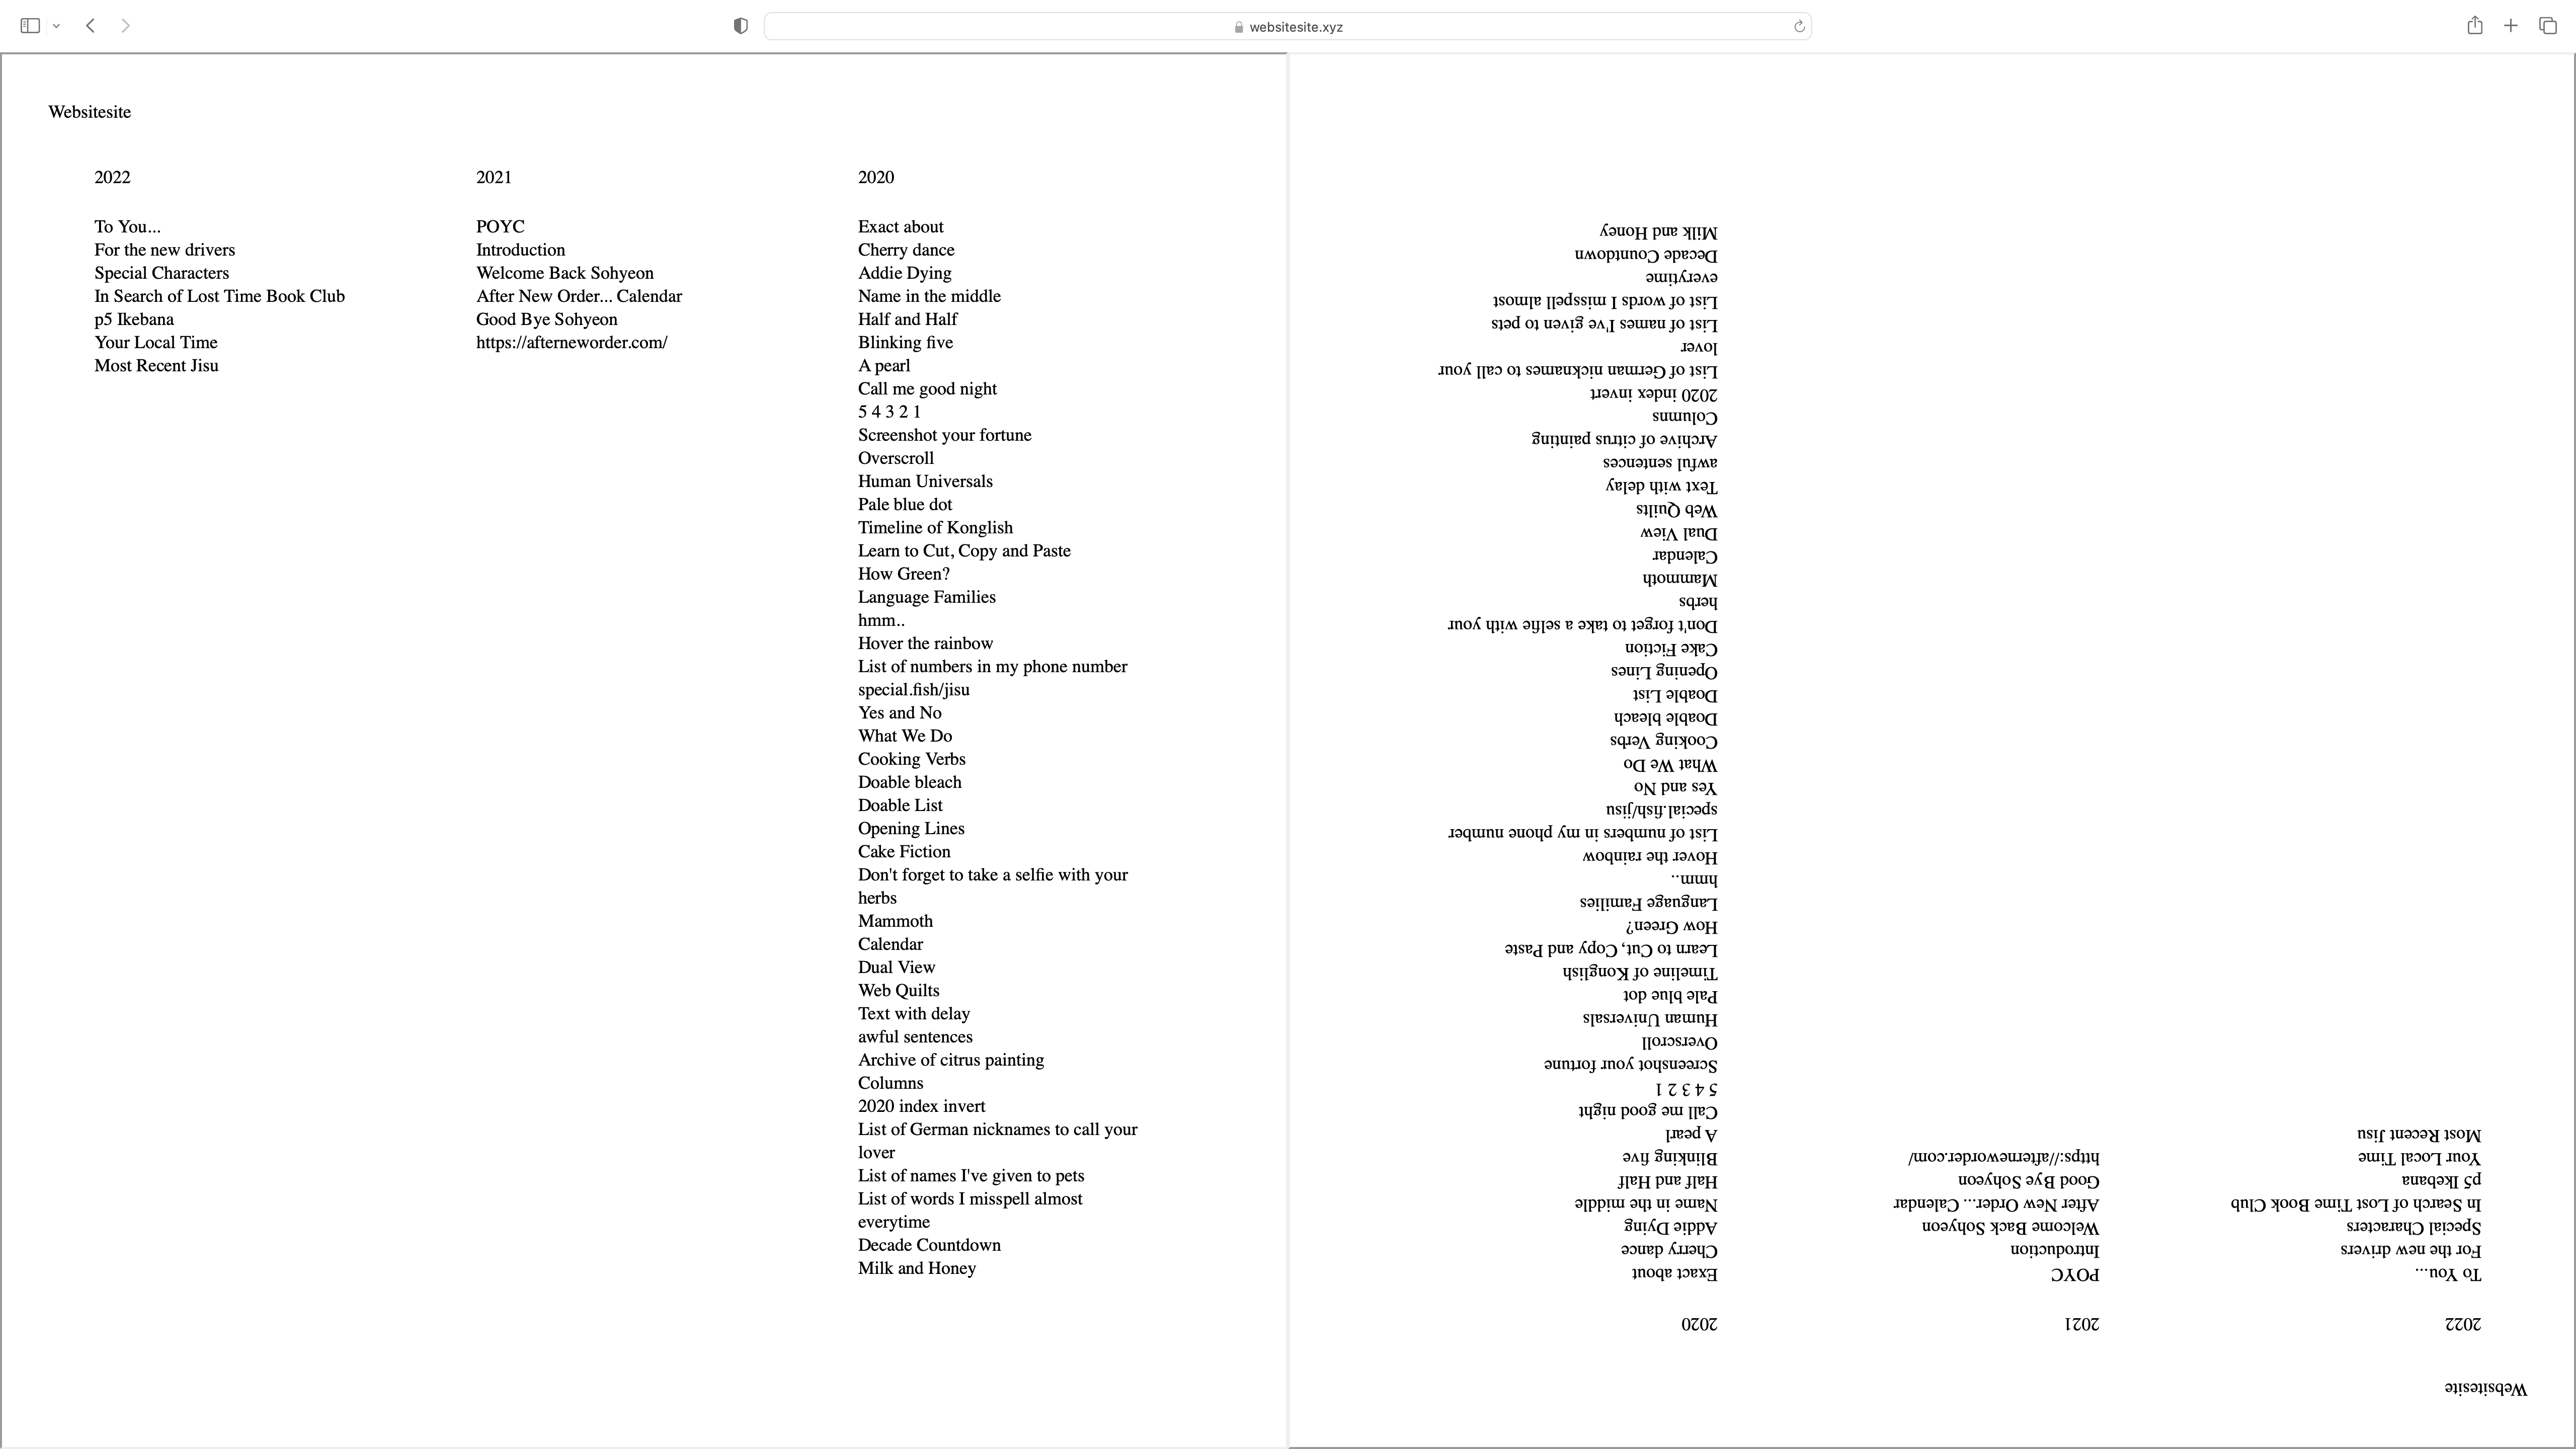 websitesite.xyz
Websitesite
2022
To You...
For the new drivers
Special Characters
In Search of Lost Time Book Club
p5 Ikebana
Your Local Time
Most Recent Jisu
2021
POYC
Introduction
Welcome Back Sohyeon
After New Order... Calendar
Good Bye Sohyeon
https://afterneworder.com/
2020
Exact about
Cherry dance
Addie Dying
Name in the middle
Half and Half
Blinking five
A pearl
Call me good night
5 4 3 2 1
Screenshot your fortune
Overscroll
Human Universals
Pale blue dot
Timeline of Konglish
Learn to Cut, Copy and Paste
How Green?
Language Families
hmm..
Hover the rainbow
List of numbers in my phone number
special.fish/jisu
Yes and No
What We Do
Cooking Verbs
Doable bleach
Doable List
Opening Lines
Cake Fiction
Don't forget to take a selfie with your
herbs
Mammoth
Calendar
Dual View
Web Quilts
Text with delay
awful sentences
Archive of citrus painting
Columns
2020 index invert
List of German nicknames to call your
lover
List of names I've given to pets
List of words I misspell almost
everytime
Decade Countdown
Milk and Honey
Websitesite
2022
To You...
For the new drivers
Special Characters
In Search of Lost Time Book Club
p5 Ikebana
Your Local Time
Most Recent Jisu
2021
POYC
Introduction
Welcome Back Sohyeon
After New Order... Calendar
Good Bye Sohyeon
https://afterneworder.com/
2020
Exact about
Cherry dance
Addie Dying
Name in the middle
Half and Half
Blinking five
A pearl
Call me good night
5 4 3 2 1
Screenshot your fortune
Overscroll
Human Universals
Pale blue dot
Timeline of Konglish
Learn to Cut, Copy and Paste
How Green?
Language Families
hmm..
Hover the rainbow
List of numbers in my phone number
special.fish/jisu
Yes and No
What We Do
Cooking Verbs
Doable bleach
Doable List
Opening Lines
Cake Fiction
Don't forget to take a selfie with your
herbs
Mammoth
Calendar
Dual View
Web Quilts
Text with delay
awful sentences
Archive of citrus painting
Columns
2020 index invert
List of German nicknames to call your
lover
List of names I've given to pets
List of words I misspell almost
everytime
Decade Countdown
Milk and Honey